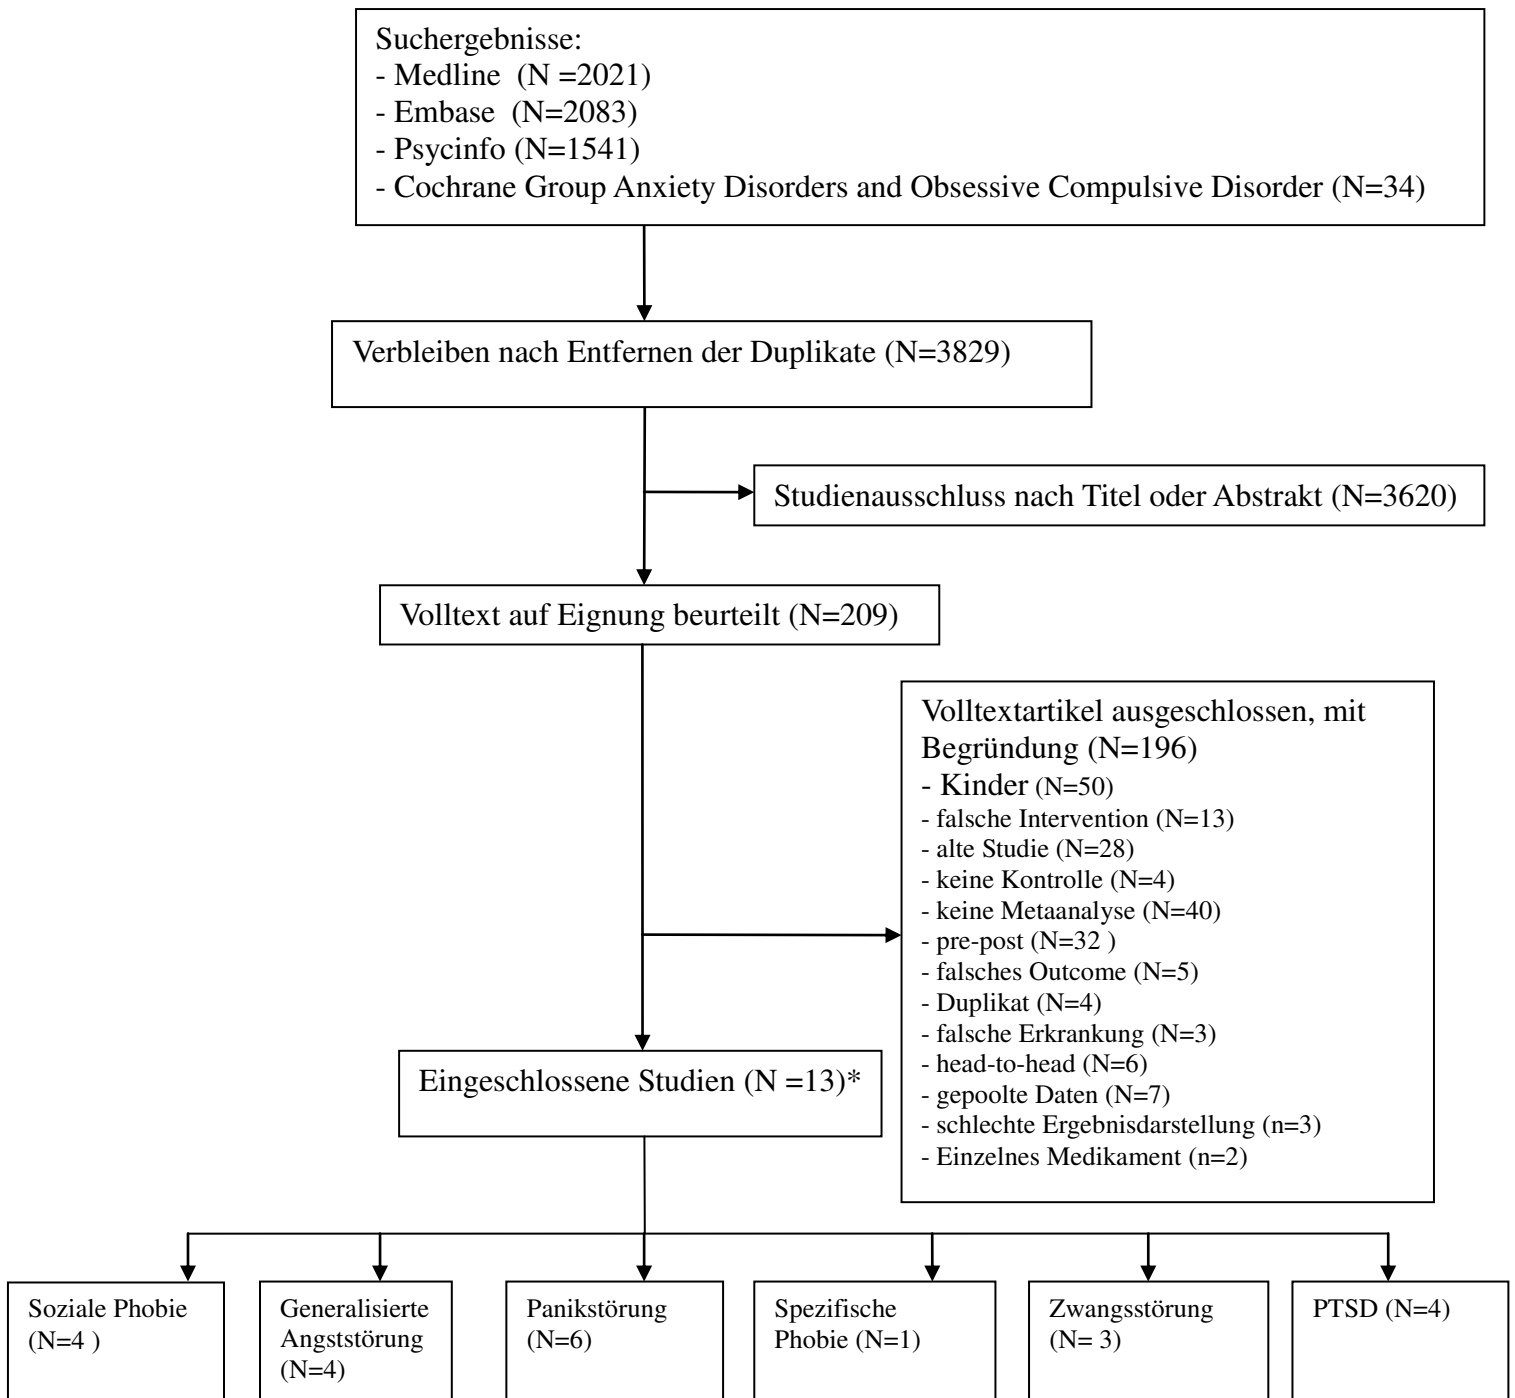 Suchergebnisse:
- Medline  (N =2021)
- Embase  (N=2083)
- Psycinfo (N=1541)
- Cochrane Group Anxiety Disorders and Obsessive Compulsive Disorder (N=34)
Verbleiben nach Entfernen der Duplikate (N=3829)
Studienausschluss nach Titel oder Abstrakt (N=3620)
Volltext auf Eignung beurteilt (N=209)
Volltextartikel ausgeschlossen, mit
Begründung (N=196)
- Kinder (N=50)
- falsche Intervention (N=13)
- alte Studie (N=28)
- keine Kontrolle (N=4)
- keine Metaanalyse (N=40)
- pre-post (N=32 )
- falsches Outcome (N=5)
- Duplikat (N=4)
- falsche Erkrankung (N=3)
- head-to-head (N=6)
- gepoolte Daten (N=7)
- schlechte Ergebnisdarstellung (n=3)
- Einzelnes Medikament (n=2)
Eingeschlossene Studien (N =13)*
Soziale Phobie
(N=4 )
Generalisierte
Angststörung
(N=4)
Panikstörung
(N=6)
Spezifische
Phobie (N=1)
Zwangsstörung
(N= 3)
PTSD (N=4)